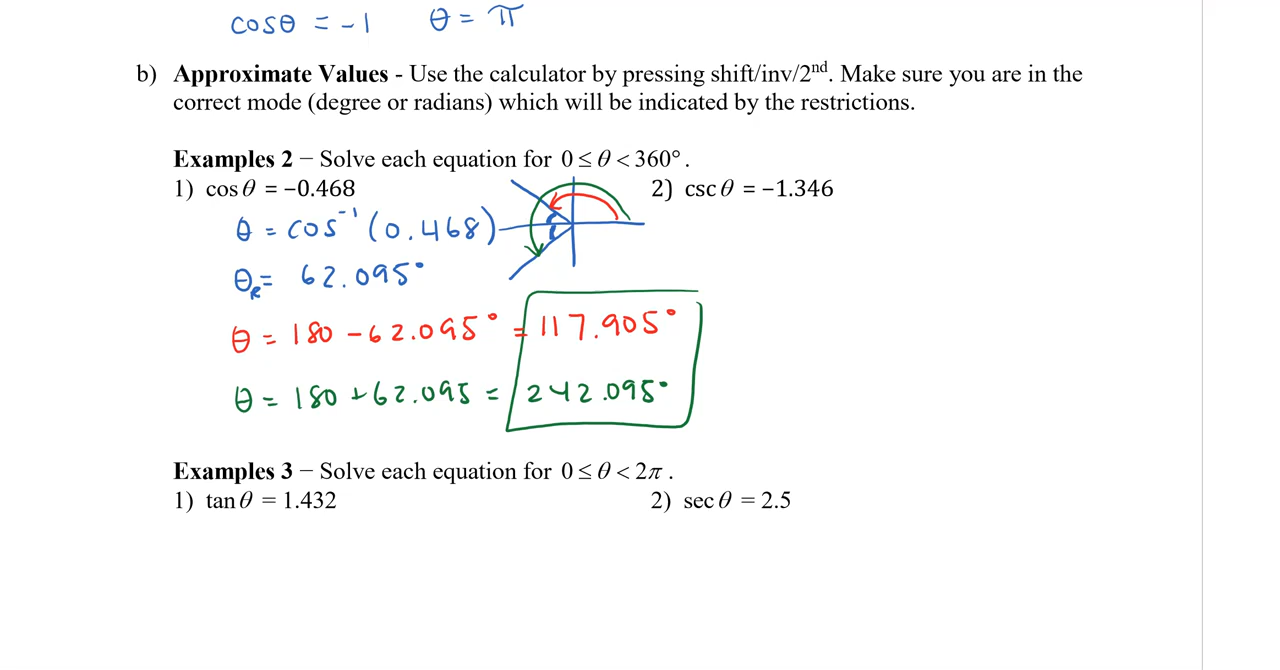 cosθ = -1 θ = π
b) Approximate Values - Use the calculator by pressing shift/inv/2nd. Make sure you are in the
correct mode (degree or radians) which will be indicated by the restrictions.
Examples 2 − Solve each equation for 0 ≤ θ < 360°.
1) cos θ = −0.468
2) csc θ = −1.346
θ = cos⁻¹(0.468)
θR = 62.095°
θ = 180 - 62.095° = 117.905°
θ = 180 + 62.095 = 242.095°
Examples 3 − Solve each equation for 0 ≤ θ < 2π.
1) tan θ = 1.432
2) sec θ = 2.5